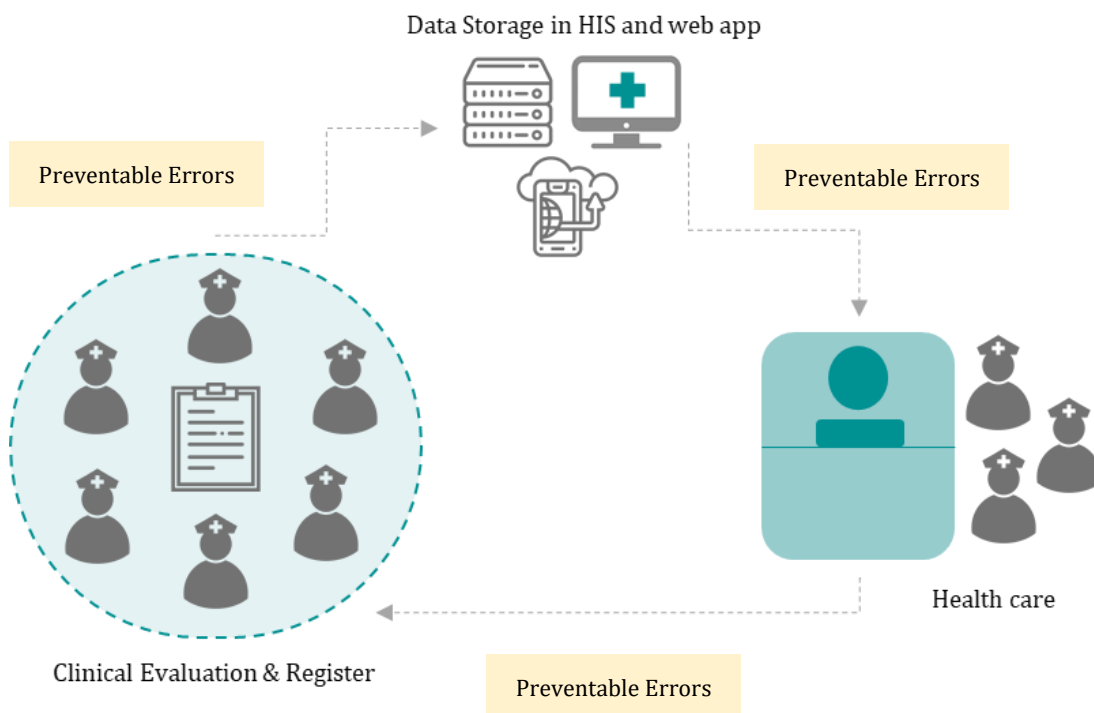 Data Storage in HIS and web app
Preventable Errors
Preventable Errors
Health care
Clinical Evaluation & Register
Preventable Errors